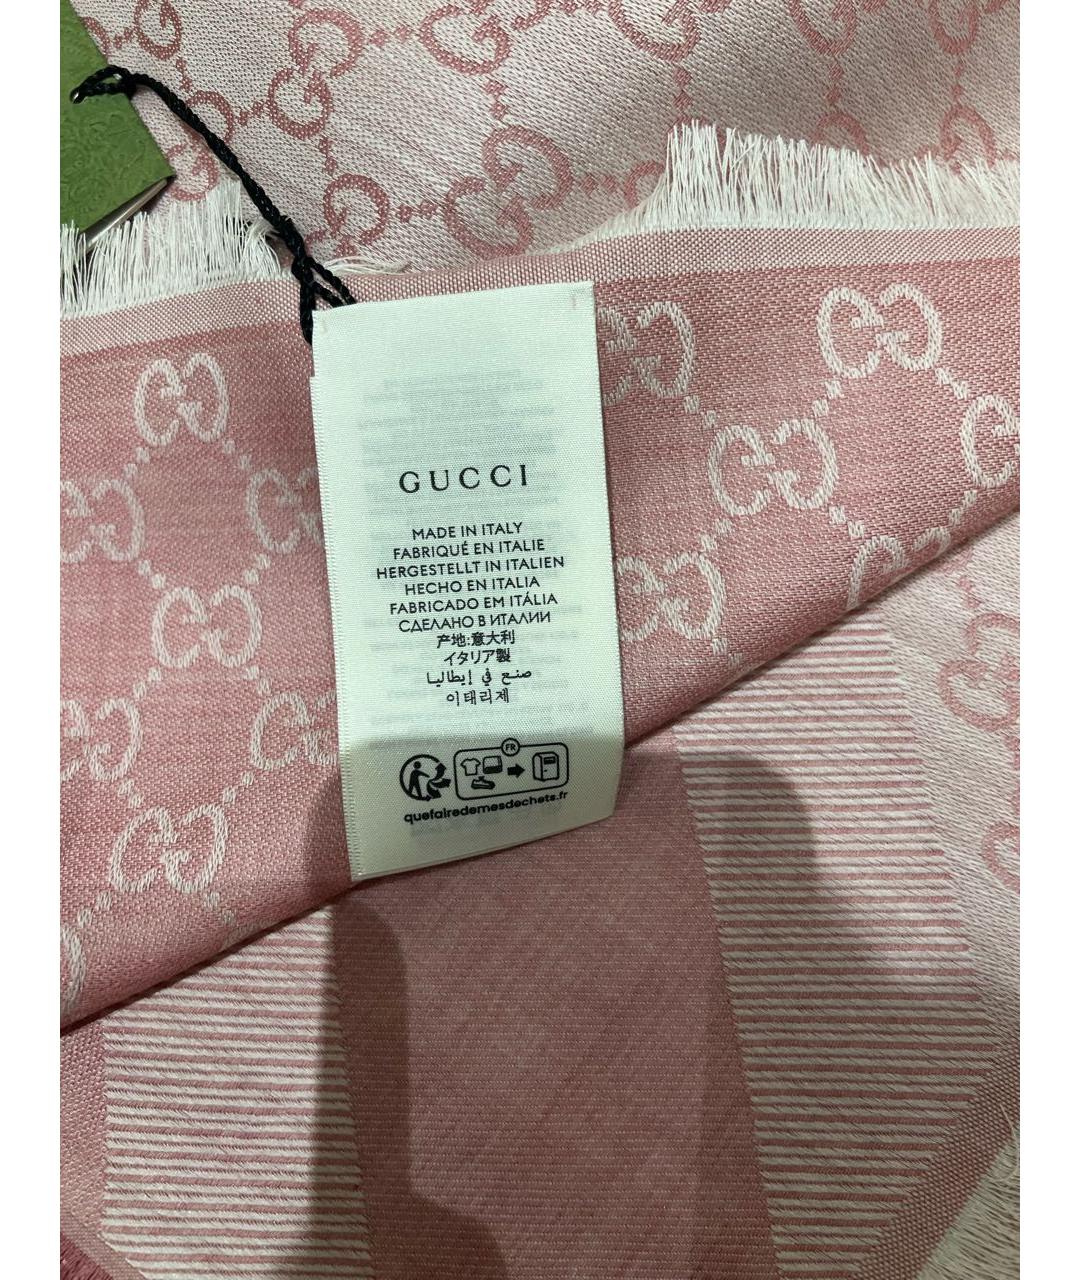 GUCCI
MADE IN ITALY
FABRIQUÉ EN ITALIE
HERGESTELLT IN ITALIEN
HECHO EN ITALIA
FABRICADO EM ITÁLIA
СДЕЛАНО В ИТАЛИИ
产地:意大利
イタリア製
صنع في إيطاليا
이태리제
FR
quefairedemesdechets.fr